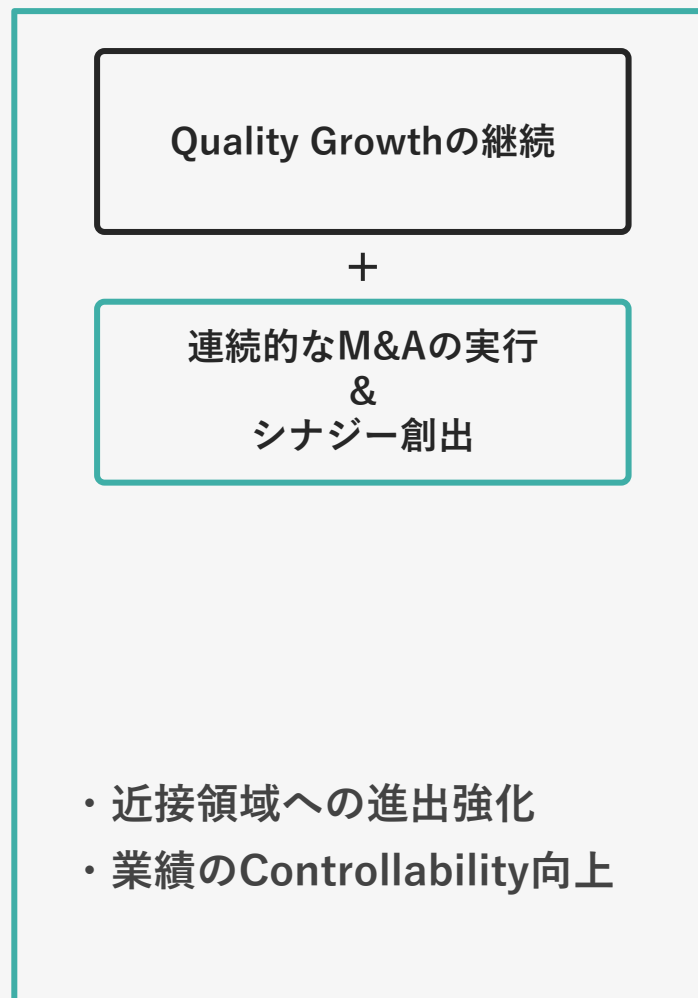 Quality Growthの継続
+
連続的なM&Aの実行
&
シナジー創出
・近接領域への進出強化
・業績のControllability向上